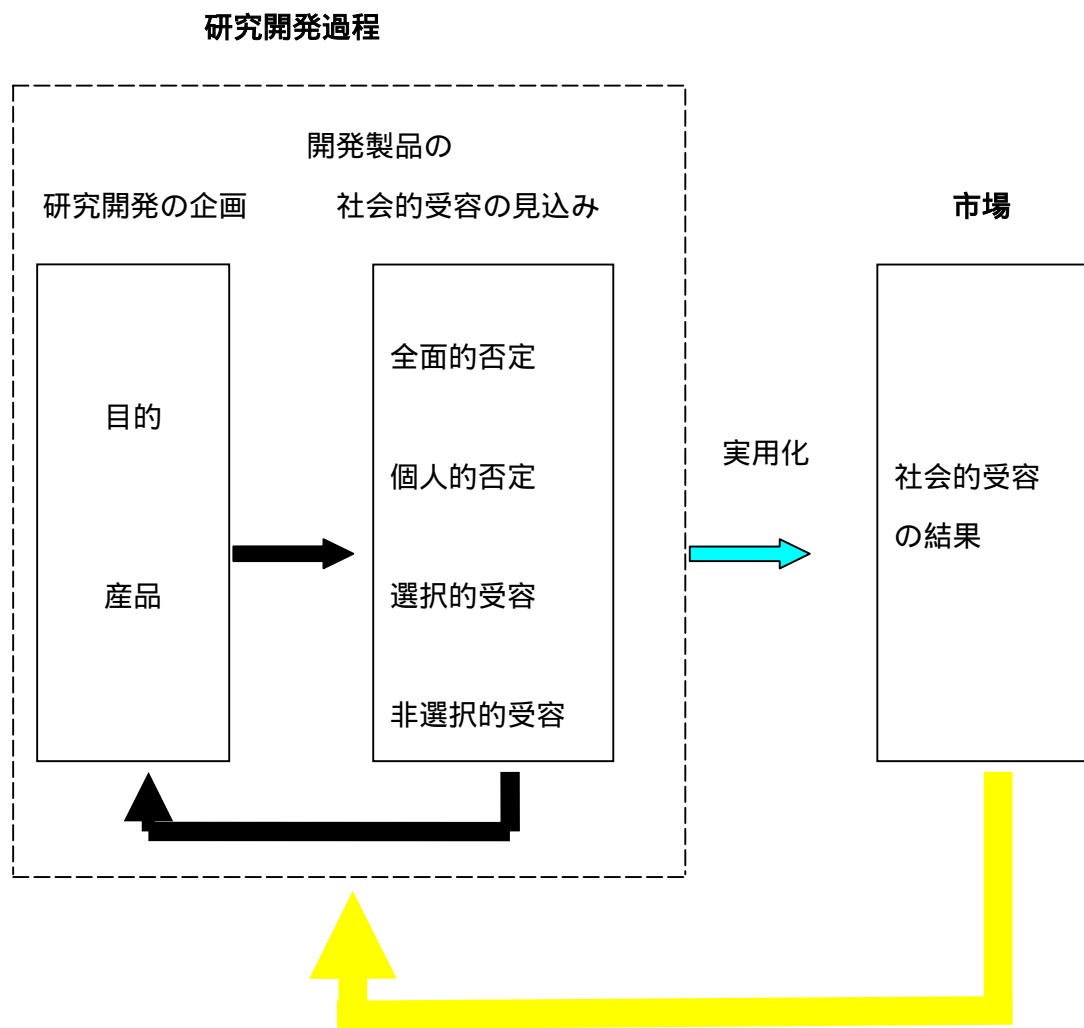 研究開発過程
開発製品の
研究開発の企画
社会的受容の見込み
市場
目的
産品
全面的否定
個人的否定
選択的受容
非選択的受容
実用化
社会的受容
の結果